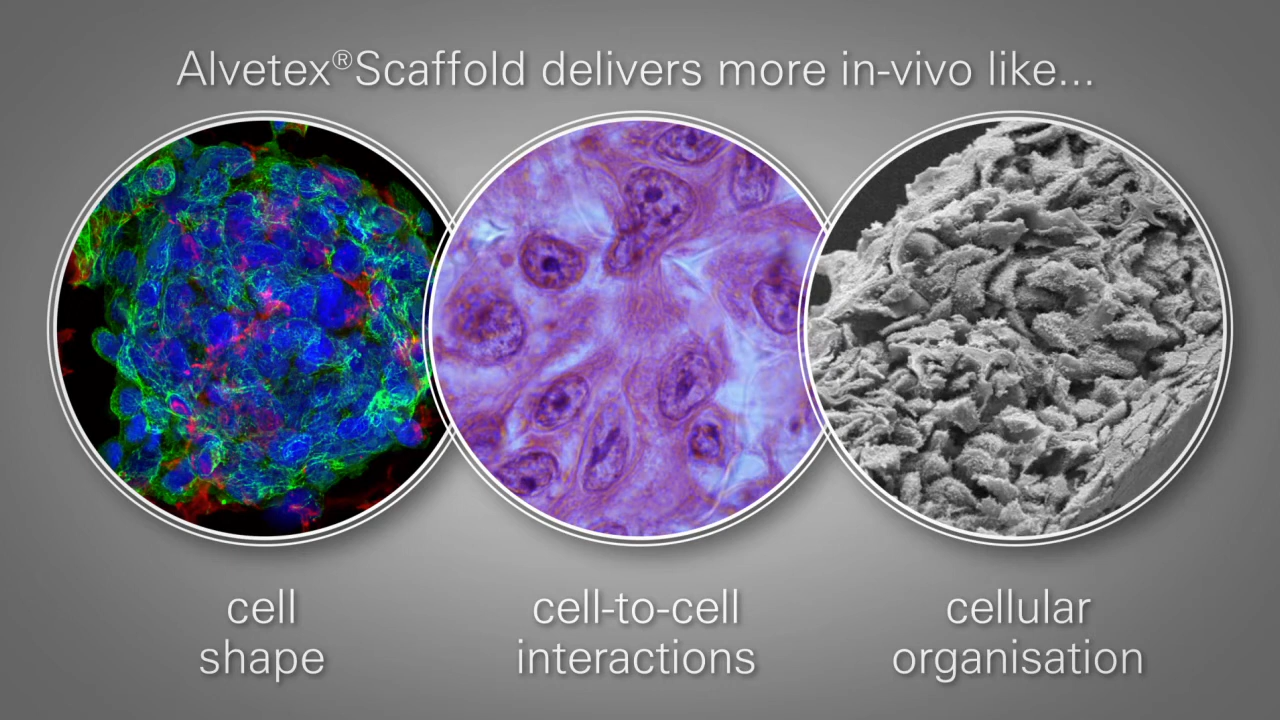 Alvetex®Scaffold delivers more in-vivo like...
cell
shape
cell-to-cell
interactions
cellular
organisation